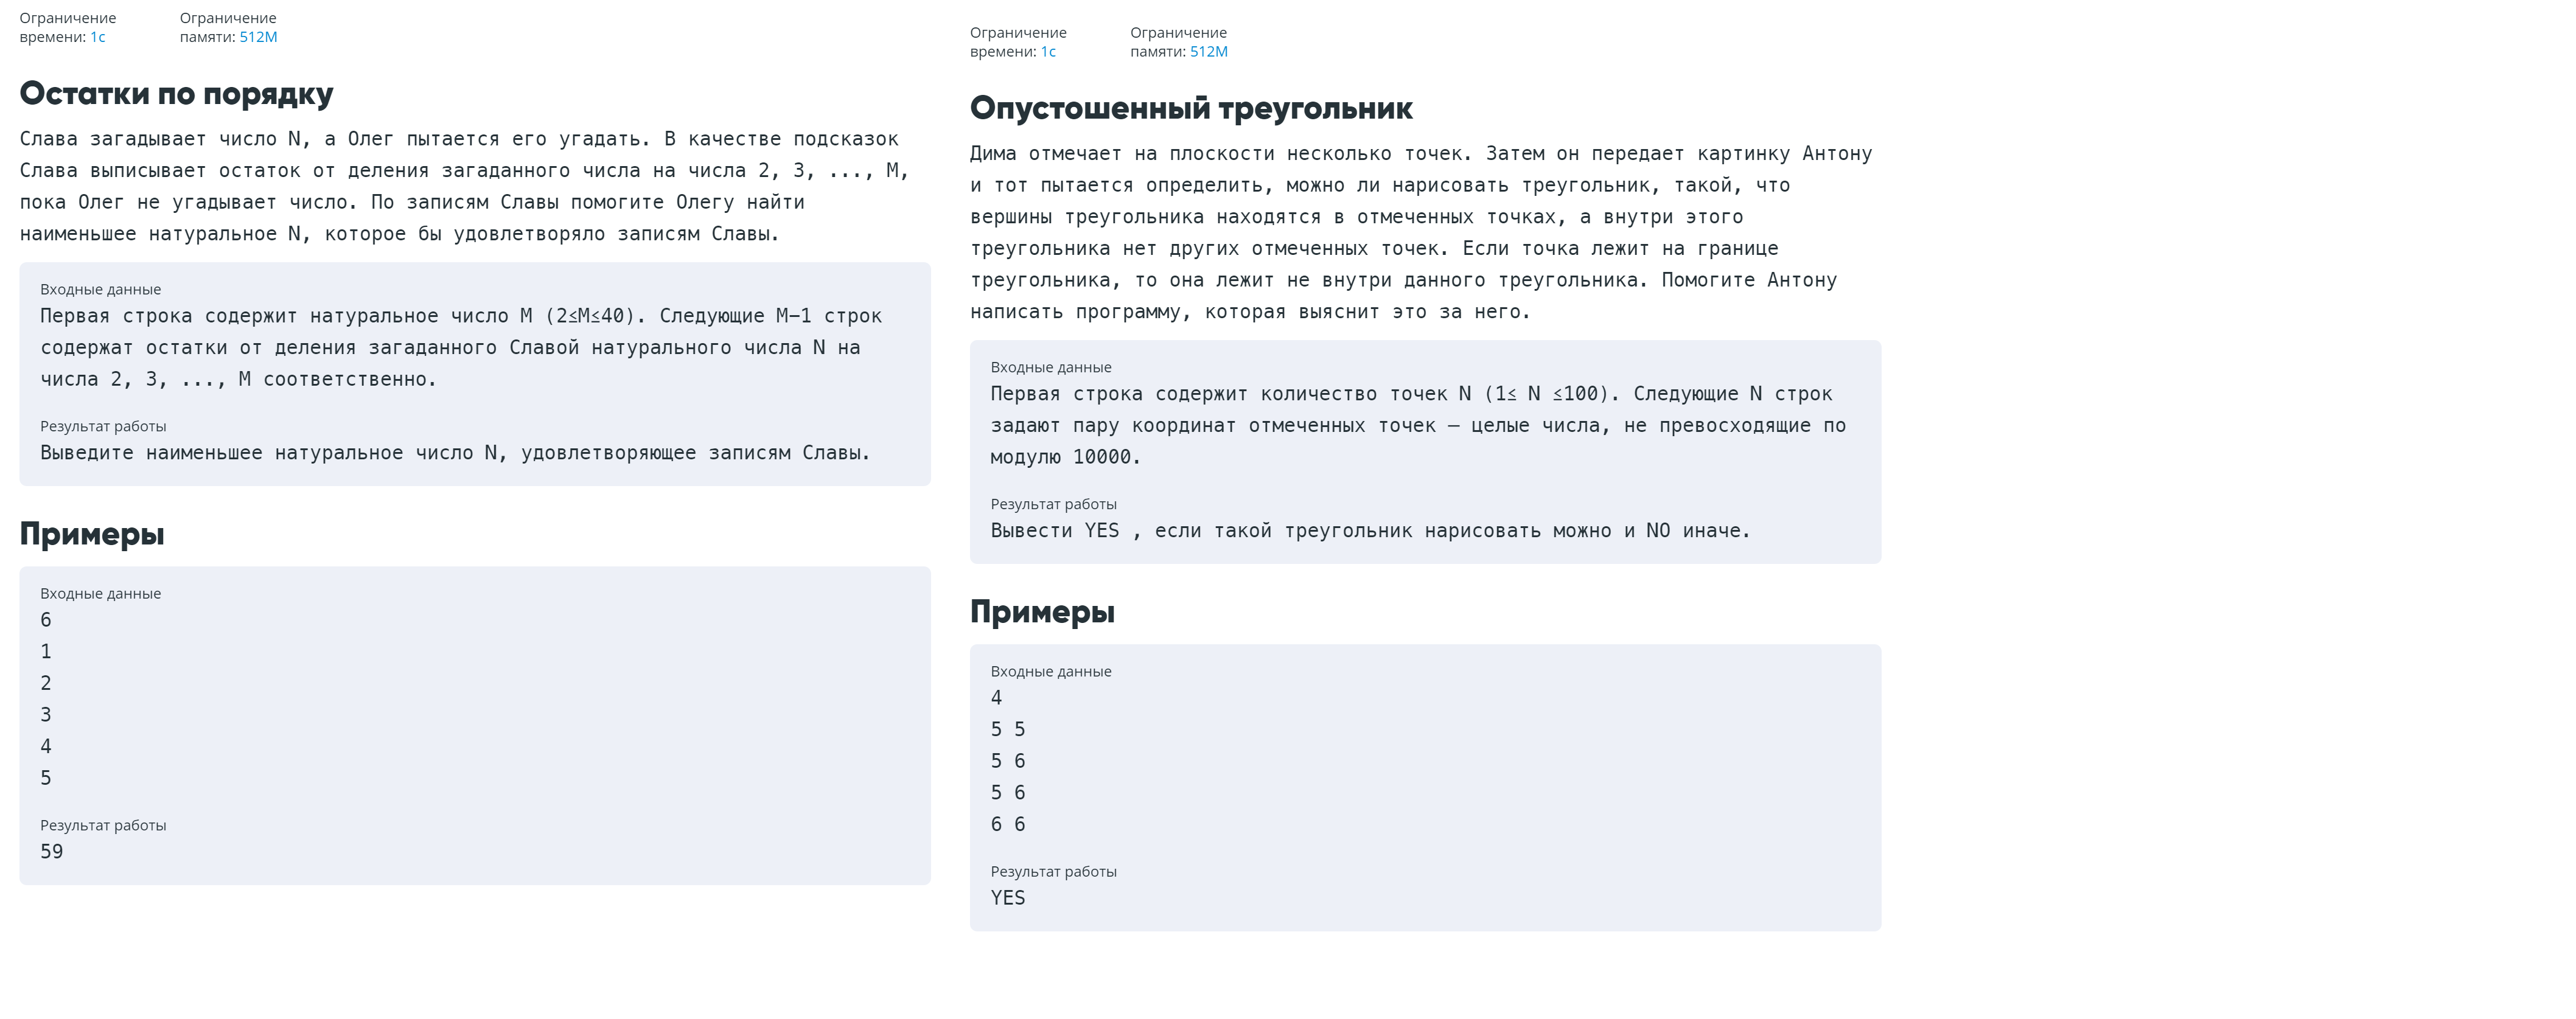 Ограничение
времени: 1с
Ограничение
памяти: 512M
Остатки по порядку
Слава загадывает число N, а Олег пытается его угадать. В качестве подсказок
Слава выписывает остаток от деления загаданного числа на числа 2, 3, ..., M,
пока Олег не угадывает число. По записям Славы помогите Олегу найти
наименьшее натуральное N, которое бы удовлетворяло записям Славы.
Входные данные
Первая строка содержит натуральное число M (2≤M≤40). Следующие M−1 строк
содержат остатки от деления загаданного Славой натурального числа N на
числа 2, 3, ..., M соответственно.
Результат работы
Выведите наименьшее натуральное число N, удовлетворяющее записям Славы.
Примеры
Входные данные
6
1
2
3
4
5
Результат работы
59
Ограничение
времени: 1с
Ограничение
памяти: 512M
Опустошенный треугольник
Дима отмечает на плоскости несколько точек. Затем он передает картинку Антону
и тот пытается определить, можно ли нарисовать треугольник, такой, что
вершины треугольника находятся в отмеченных точках, а внутри этого
треугольника нет других отмеченных точек. Если точка лежит на границе
треугольника, то она лежит не внутри данного треугольника. Помогите Антону
написать программу, которая выяснит это за него.
Входные данные
Первая строка содержит количество точек N (1≤ N ≤100). Следующие N строк
задают пару координат отмеченных точек – целые числа, не превосходящие по
модулю 10000.
Результат работы
Вывести YES , если такой треугольник нарисовать можно и NO иначе.
Примеры
Входные данные
4
5 5
5 6
5 6
6 6
Результат работы
YES